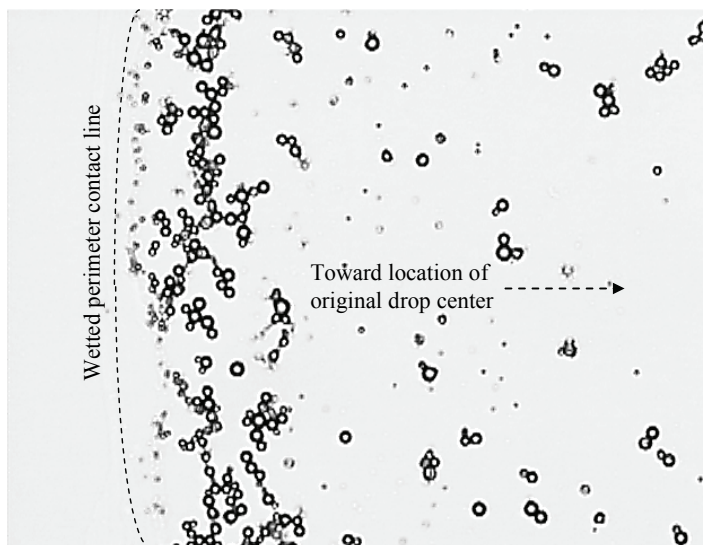 Wetted perimeter contact line
Toward location of
original drop center